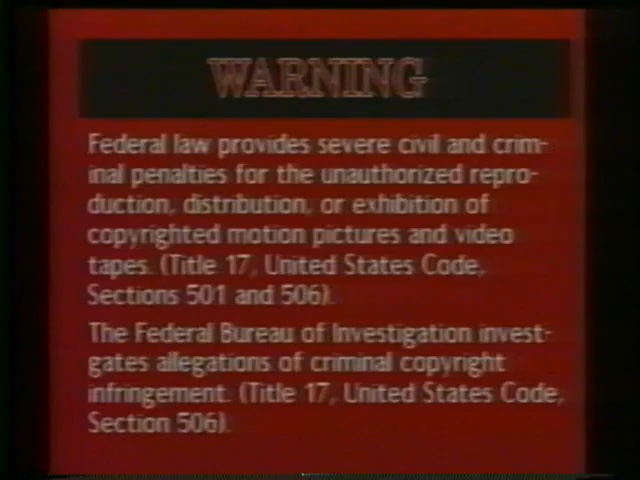 WARNING
Federal law provides severe civil and crim-
inal penalties for the unauthorized repro-
duction, distribution, or exhibition of
copyrighted motion pictures and video
tapes. (Title 17, United States Code,
Sections 501 and 506).
The Federal Bureau of Investigation invest-
gates allegations of criminal copyright
infringement. (Title 17, United States Code,
Section 506).